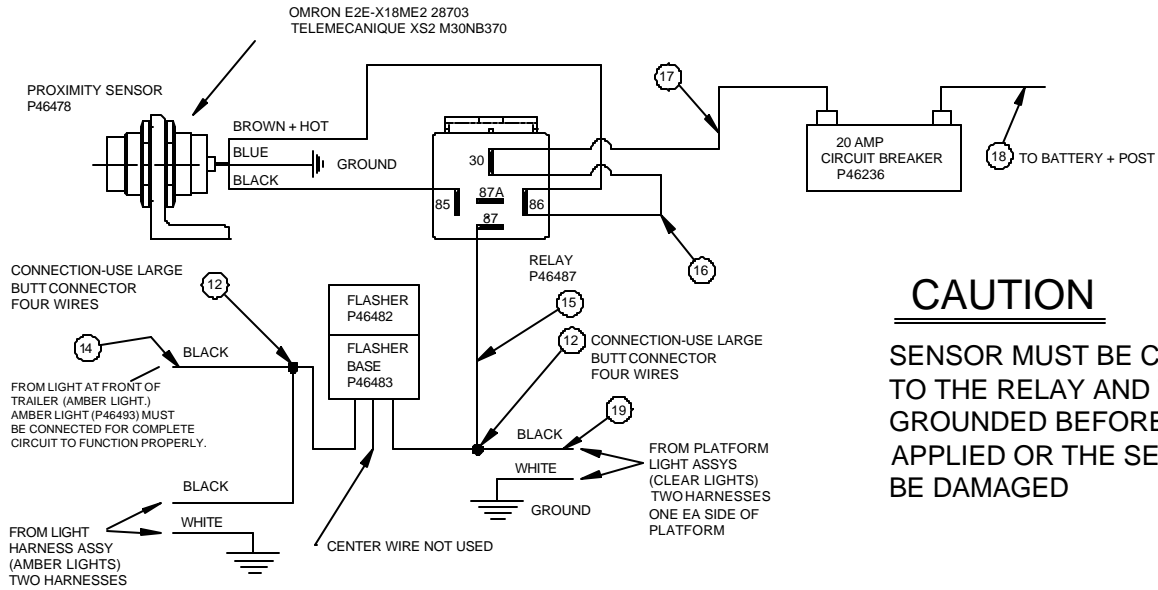 OMRON E2E-X18ME2 28703
TELEMECANIQUE XS2 M30NB370
PROXIMITY SENSOR
P46478
BROWN + HOT
BLUE
GROUND
BLACK
30
87A
85
86
87
17
20 AMP
CIRCUIT BREAKER
P46236
18
TO BATTERY + POST
16
RELAY
P46487
15
CONNECTION-USE LARGE
BUTT CONNECTOR
FOUR WIRES
12
FLASHER
P46482
FLASHER
BASE
P46483
12
CONNECTION-USE LARGE
BUTT CONNECTOR
FOUR WIRES
14
BLACK
FROM LIGHT AT FRONT OF
TRAILER (AMBER LIGHT.)
AMBER LIGHT (P46493) MUST
BE CONNECTED FOR COMPLETE
CIRCUIT TO FUNCTION PROPERLY.
19
BLACK
WHITE
GROUND
FROM PLATFORM
LIGHT ASSYS
(CLEAR LIGHTS)
TWO HARNESSES
ONE EA SIDE OF
PLATFORM
BLACK
WHITE
FROM LIGHT
HARNESS ASSY
(AMBER LIGHTS)
TWO HARNESSES
CENTER WIRE NOT USED
CAUTION
SENSOR MUST BE C
TO THE RELAY AND
GROUNDED BEFORE
APPLIED OR THE SE
BE DAMAGED